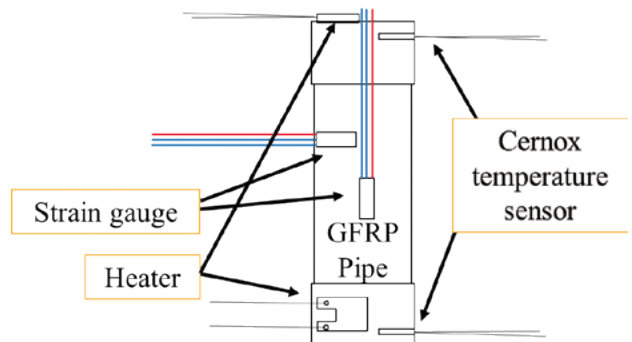 Cernox
temperature
sensor
Strain gauge
GFRP
Pipe
Heater